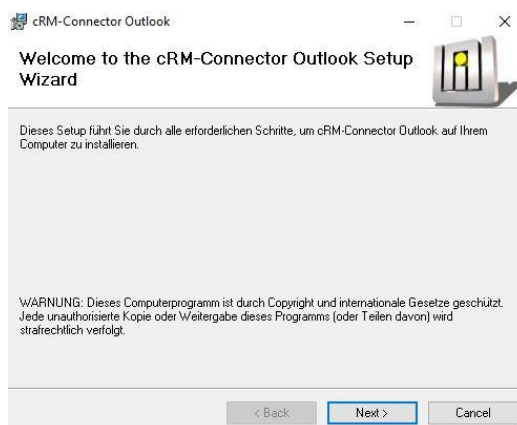 cRM-Connector Outlook
Welcome to the cRM-Connector Outlook Setup
Wizard
Dieses Setup führt Sie durch alle erforderlichen Schritte, um cRM-Connector Outlook auf Ihrem
Computer zu installieren.
WARNUNG: Dieses Computerprogramm ist durch Copyright und internationale Gesetze geschützt.
Jede unauthorisierte Kopie oder Weitergabe dieses Programms (oder Teilen davon) wird
strafrechtlich verfolgt.
< Back Next > Cancel